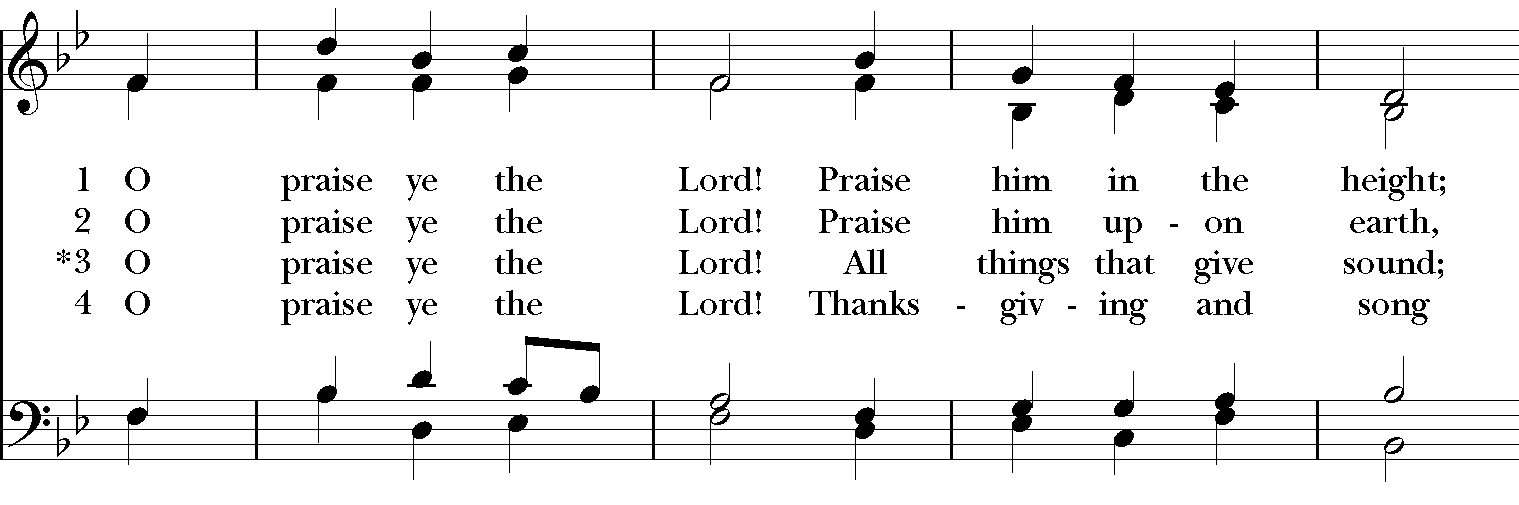 1 O praise ye the Lord! Praise him in the height;
2 O praise ye the Lord! Praise him up - on earth,
*3 O praise ye the Lord! All things that give sound;
4 O praise ye the Lord! Thanks - giv - ing and song